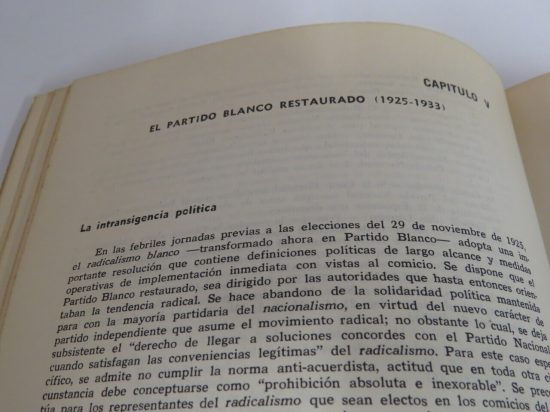 CAPITULO V
EL PARTIDO BLANCO RESTAURADO (1925-1933)
La intransigencia política
En las febriles jornadas previas a las elecciones del 29 de noviembre de 1925,
el radicalismo blanco —transformado ahora en Partido Blanco— adopta una im-
portante resolución que contiene definiciones políticas de largo alcance y medidas
operativas de implementación inmediata con vistas al comicio. Se dispone que el
Partido Blanco restaurado, sea dirigido por las autoridades que hasta entonces orien-
taban la tendencia radical. Se hace abandono de la solidaridad política mantenida
para con la mayoría partidaria del nacionalismo, en virtud del nuevo carácter de
partido independiente que asume el movimiento radical; no obstante lo cual, se deja
subsistente el "derecho de llegar a soluciones concordes con el Partido Nacional
cuando satisfagan las conveniencias legítimas" del radicalismo. Para este caso espe-
cífico, se admite no cumplir la norma anti-acuerdista, actitud que en toda otra cir-
cunstancia debe conceptuarse como "prohibición absoluta e inexorable". Se precep-
túa para los representantes del radicalismo que sean electos en los comicios del